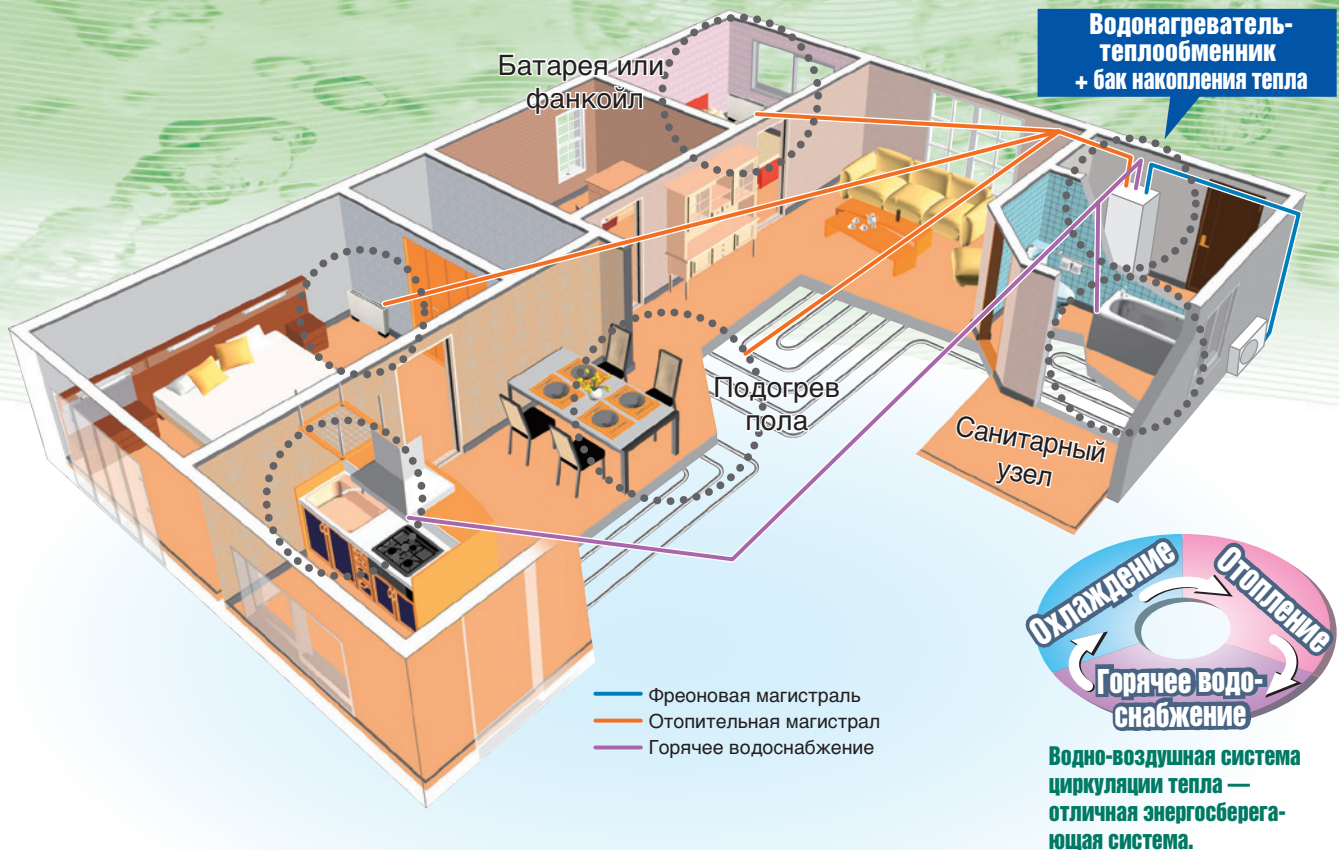 Водонагреватель-
теплообменник
+ бак накопления тепла
Батарея или
фанкойл
Подогрев
пола
Санитарный
узел
Охлаждение
Отопление
Горячее водо-
снабжение
Фреоновая магистраль
Отопительная магистрал
Горячее водоснабжение
Водно-воздушная система
циркуляции тепла —
отличная энергосберега-
ющая система.